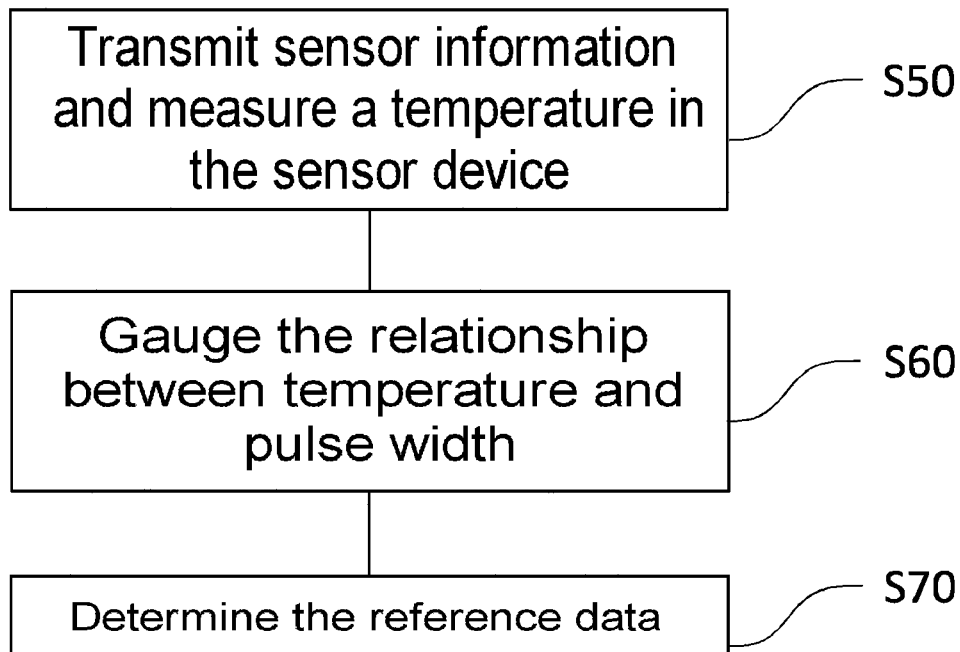 Transmit sensor information
and measure a temperature in
the sensor device
S50
Gauge the relationship
between temperature and
pulse width
S60
Determine the reference data
S70